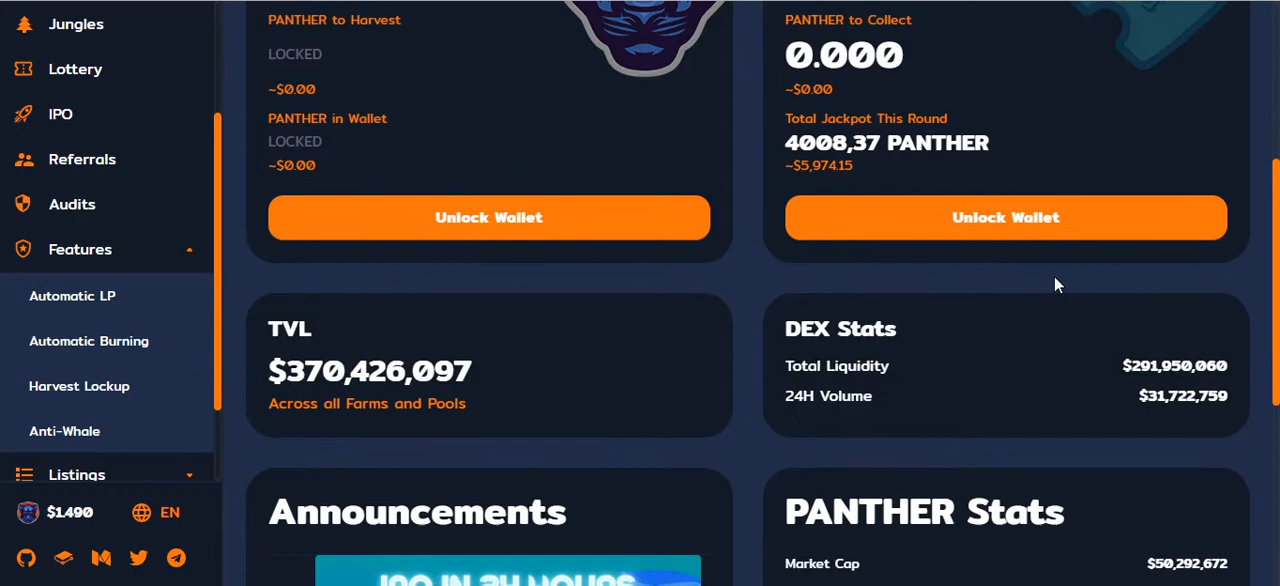 Jungles
Lottery
IPO
Referrals
Audits
Features
Automatic LP
Automatic Burning
Harvest Lockup
Anti-Whale
Listings
$1.490
EN
PANTHER to Harvest
LOCKED
~$0.00
PANTHER in Wallet
LOCKED
~$0.00
Unlock Wallet
PANTHER to Collect
0.000
~$0.00
Total Jackpot This Round
4008,37 PANTHER
~$5,974.15
Unlock Wallet
TVL
$370,426,097
Across all Farms and Pools
DEX Stats
Total Liquidity $291,950,060
24H Volume $31,722,759
Announcements
IPO IN 24 HOURS
PANTHER Stats
Market Cap $50,292,672